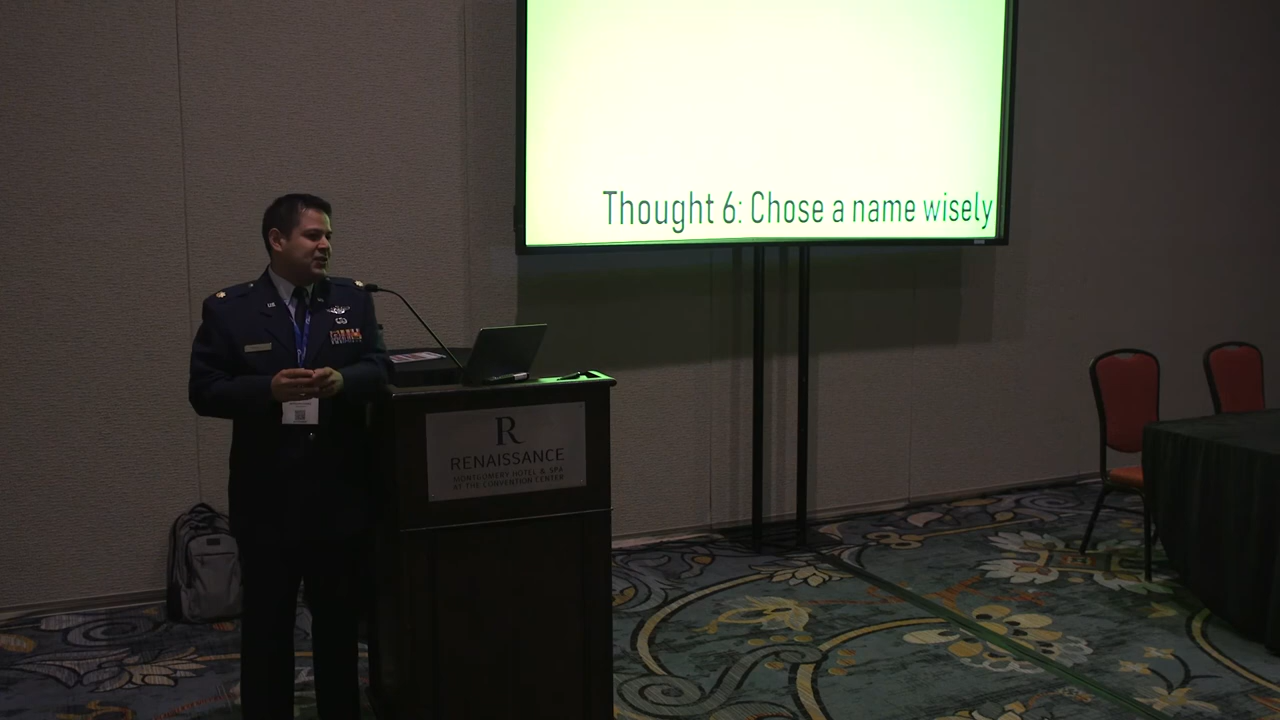 Thought 6: Chose a name wisely
R
RENAISSANCE
MONTGOMERY HOTEL & SPA
AT THE CONVENTION CENTER